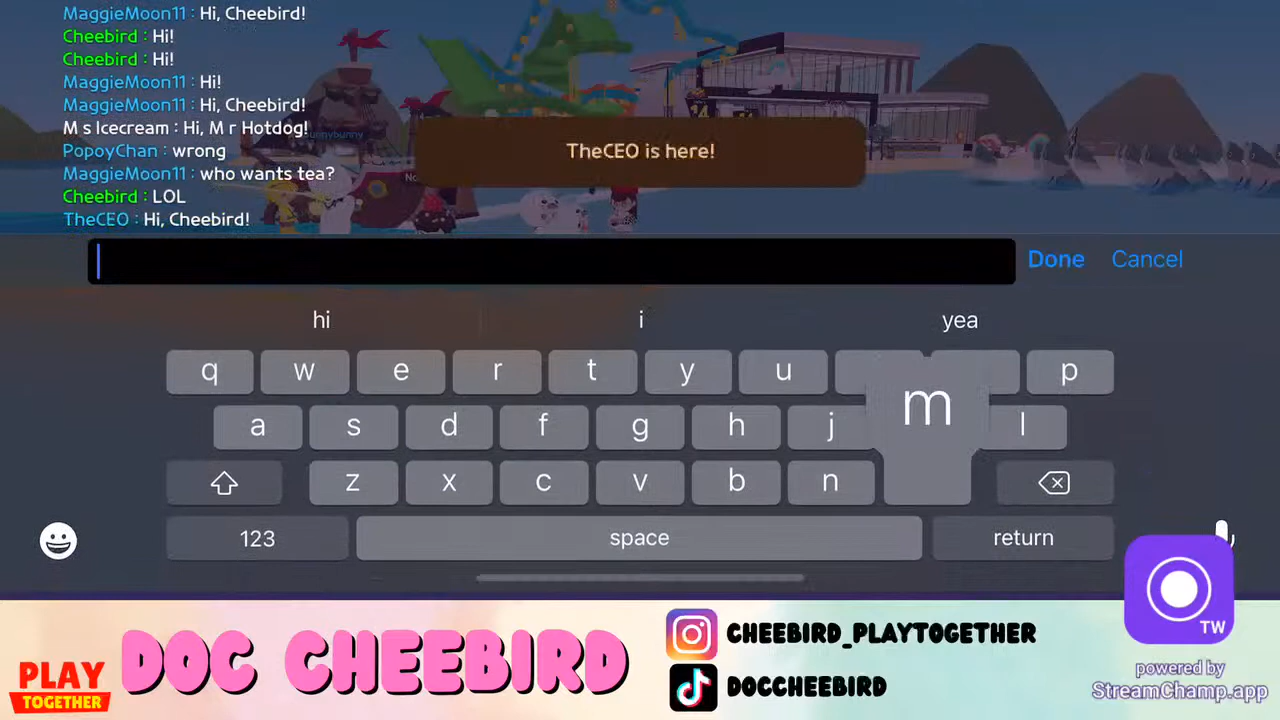 MaggieMoon11 : Hi, Cheebird!
Cheebird : Hi!
Cheebird : Hi!
MaggieMoon11 : Hi!
MaggieMoon11 : Hi, Cheebird!
M s Icecream : Hi, M r Hotdog!
sunnybunny
PopoyChan : wrong
TheCEO is here!
MaggieMoon11 : who wants tea?
Cheebird : LOL
TheCEO : Hi, Cheebird!
Done Cancel
hi i yea
q w e r t y u p
a s d f g h j l
m
z x c v b n
123 space return
TW
PLAY TOGETHER
DOC CHEEBIRD
CHEEBIRD_PLAYTOGETHER
DOCCHEEBIRD
powered by
StreamChamp.app